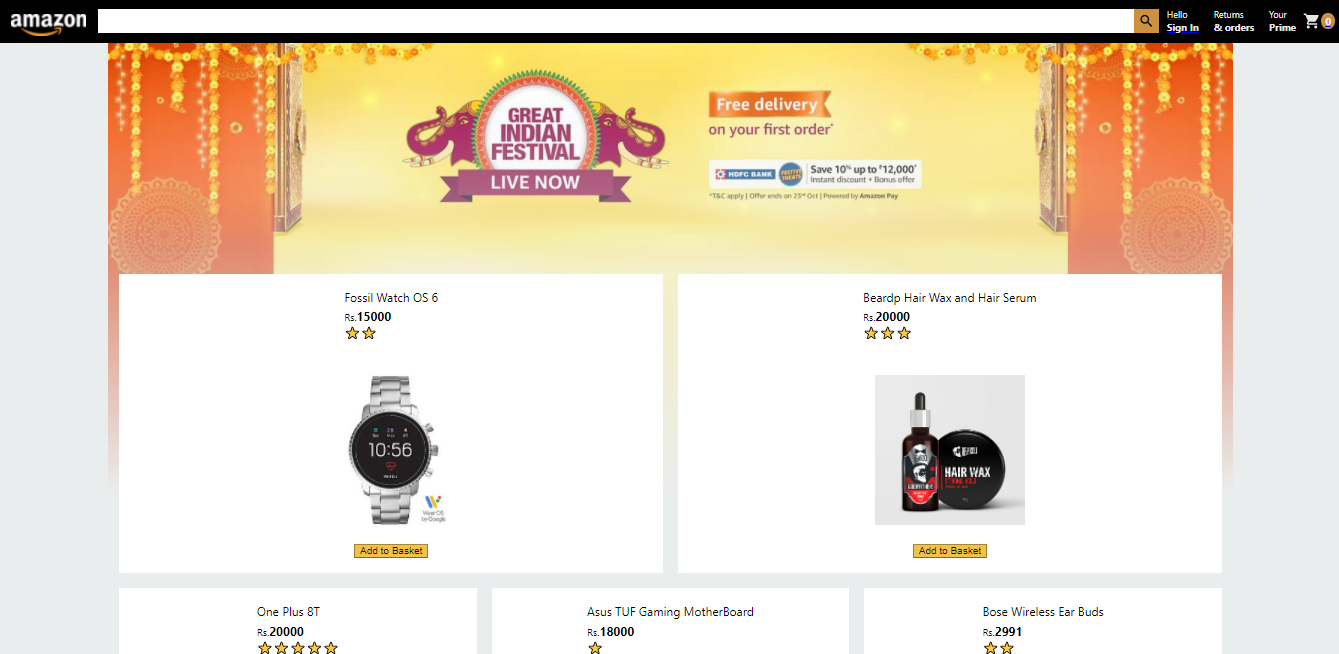 amazon
Hello
Sign In
Returns
& orders
Your
Prime
0
GREAT
INDIAN
FESTIVAL
LIVE NOW
Free delivery
on your first order*
HDFC BANK
FESTIVE
TREATS
Save 10% up to ₹12,000*
Instant discount + Bonus offer
*T&C apply | Offer ends on 23rd Oct | Powered by Amazon Pay
Fossil Watch OS 6
Rs.15000
10:56
Wear OS
by Google
Add to Basket
Beardp Hair Wax and Hair Serum
Rs.20000
BEARDO
HAIR WAX
Add to Basket
One Plus 8T
Rs.20000
Asus TUF Gaming MotherBoard
Rs.18000
Bose Wireless Ear Buds
Rs.2991